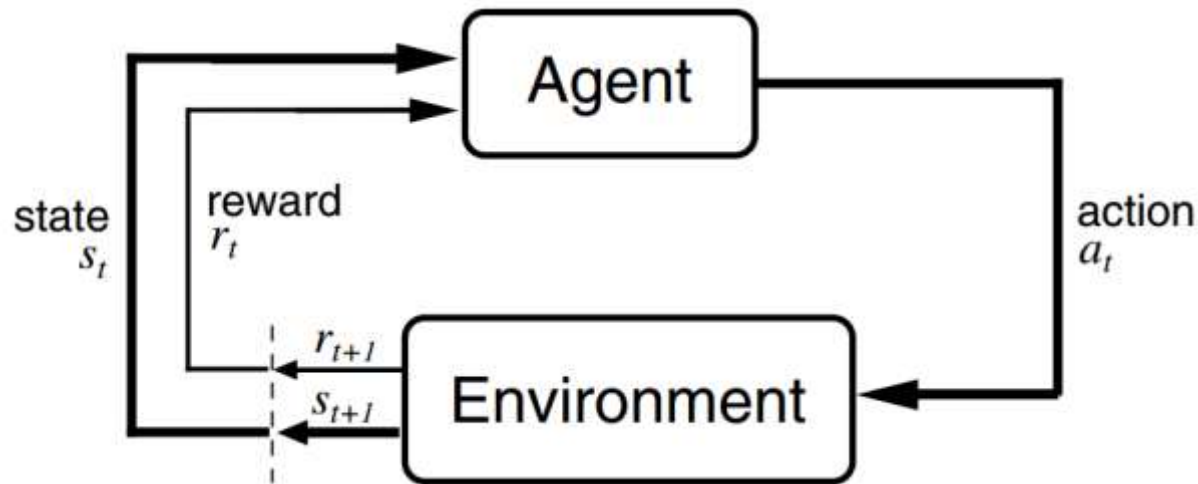 Agent
state
s_t
reward
r_t
action
a_t
r_{t+1}
s_{t+1}
Environment